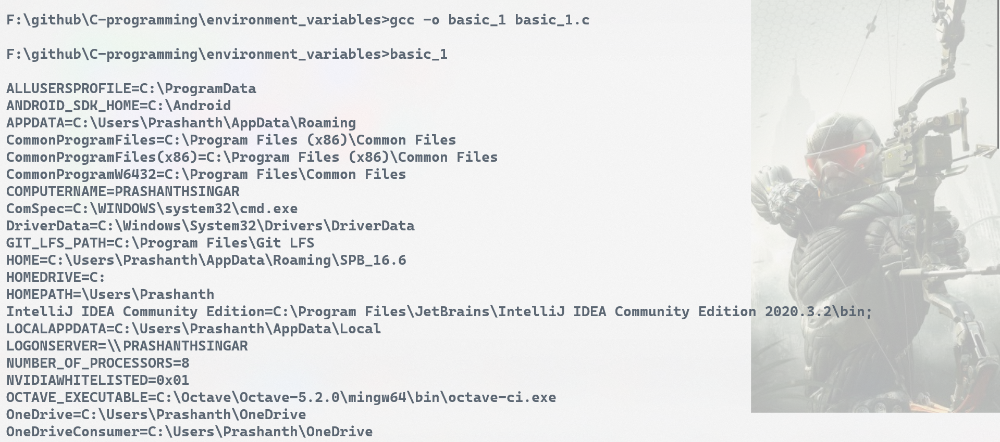 F:\github\C-programming\environment_variables>gcc -o basic_1 basic_1.c
F:\github\C-programming\environment_variables>basic_1
ALLUSERSPROFILE=C:\ProgramData
ANDROID_SDK_HOME=C:\Android
APPDATA=C:\Users\Prashanth\AppData\Roaming
CommonProgramFiles=C:\Program Files (x86)\Common Files
CommonProgramFiles(x86)=C:\Program Files (x86)\Common Files
CommonProgramW6432=C:\Program Files\Common Files
COMPUTERNAME=PRASHANTHSINGAR
ComSpec=C:\WINDOWS\system32\cmd.exe
DriverData=C:\Windows\System32\Drivers\DriverData
GIT_LFS_PATH=C:\Program Files\Git LFS
HOME=C:\Users\Prashanth\AppData\Roaming\SPB_16.6
HOMEDRIVE=C:
HOMEPATH=\Users\Prashanth
IntelliJ IDEA Community Edition=C:\Program Files\JetBrains\IntelliJ IDEA Community Edition 2020.3.2\bin;
LOCALAPPDATA=C:\Users\Prashanth\AppData\Local
LOGONSERVER=\\PRASHANTHSINGAR
NUMBER_OF_PROCESSORS=8
NVIDIAWHITELISTED=0x01
OCTAVE_EXECUTABLE=C:\Octave\Octave-5.2.0\mingw64\bin\octave-ci.exe
OneDrive=C:\Users\Prashanth\OneDrive
OneDriveConsumer=C:\Users\Prashanth\OneDrive